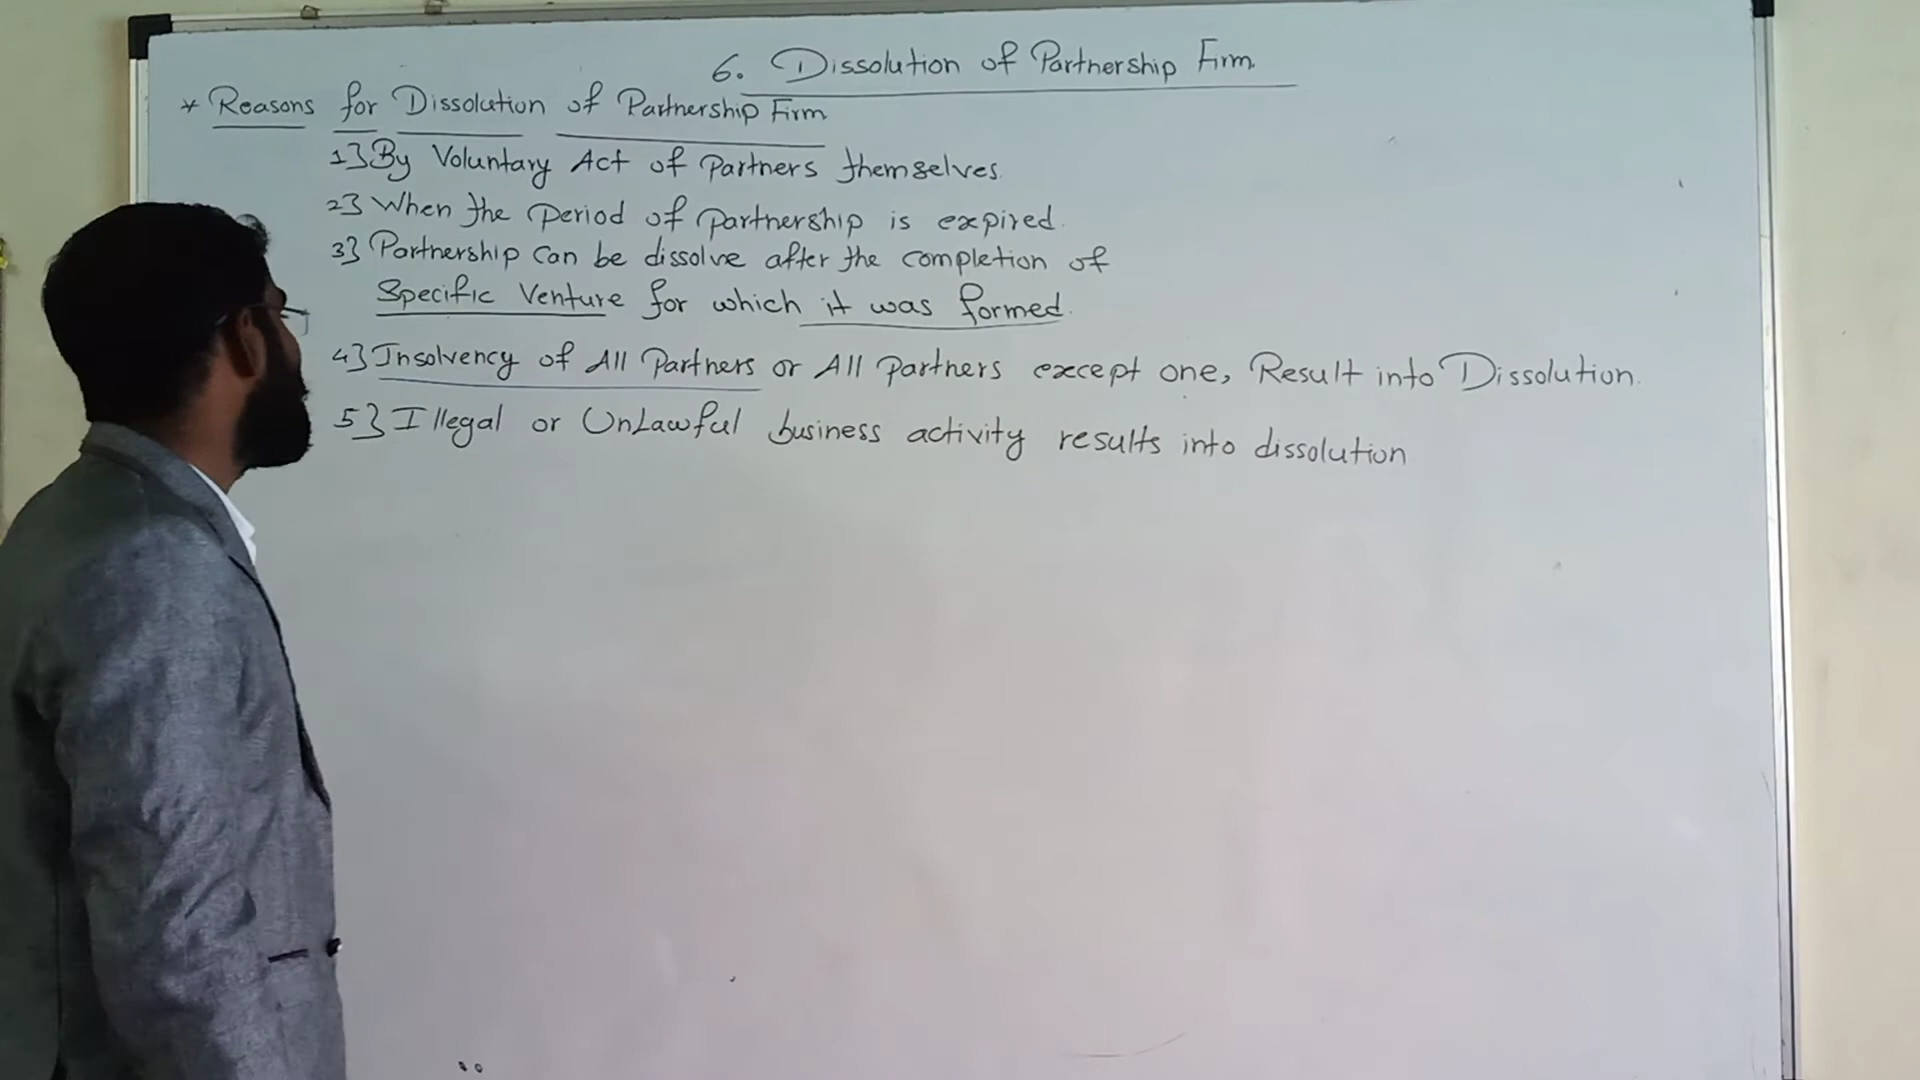 6. Dissolution of Partnership Firm.
* Reasons for Dissolution of Partnership Firm
1} By Voluntary Act of Partners themselves.
2} When the period of partnership is expired.
3} Partnership can be dissolve after the completion of
Specific Venture for which it was formed.
4} Insolvency of All Partners or All partners except one, Result into Dissolution.
5} Illegal or UnLawful business activity results into dissolution